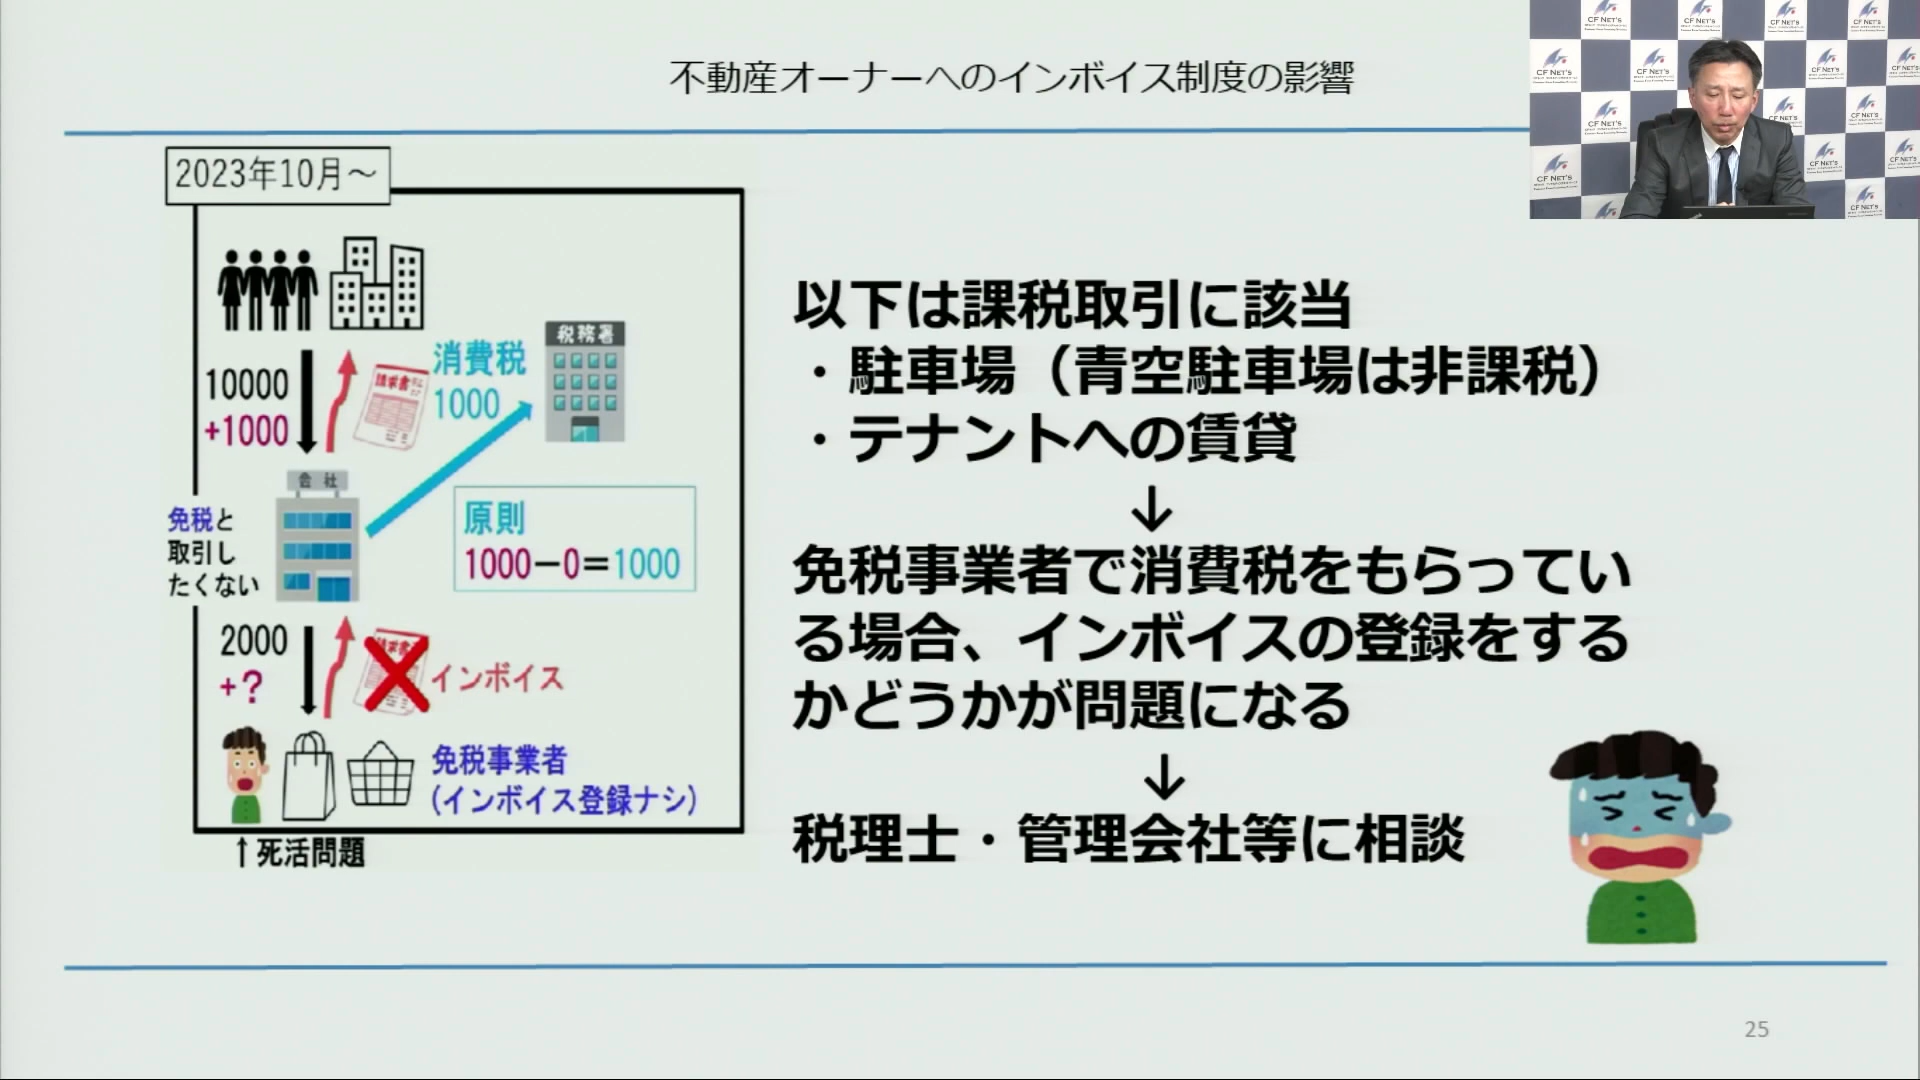 不動産オーナーへのインボイス制度の影響
CF NET'S
2023年10月～
10000
+1000
消費税
1000
税務署
請求書
会社
免税と
取引し
たくない
原則
1000－0＝1000
2000
+？
インボイス
免税事業者
(インボイス登録ナシ)
↑死活問題
以下は課税取引に該当
・駐車場（青空駐車場は非課税）
・テナントへの賃貸
↓
免税事業者で消費税をもらってい
る場合、インボイスの登録をする
かどうかが問題になる
↓
税理士・管理会社等に相談
25